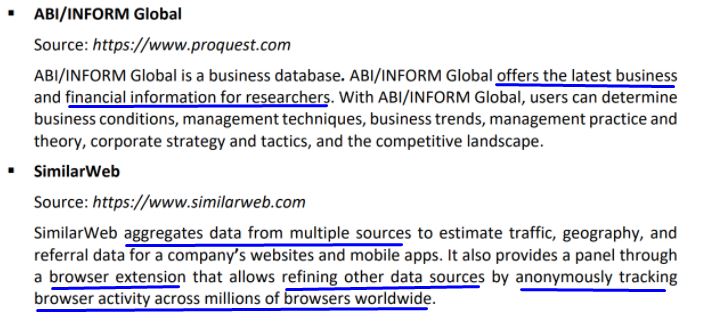 ▪ ABI/INFORM Global
Source: https://www.proquest.com
ABI/INFORM Global is a business database. ABI/INFORM Global offers the latest business
and financial information for researchers. With ABI/INFORM Global, users can determine
business conditions, management techniques, business trends, management practice and
theory, corporate strategy and tactics, and the competitive landscape.
▪ SimilarWeb
Source: https://www.similarweb.com
SimilarWeb aggregates data from multiple sources to estimate traffic, geography, and
referral data for a company's websites and mobile apps. It also provides a panel through
a browser extension that allows refining other data sources by anonymously tracking
browser activity across millions of browsers worldwide.